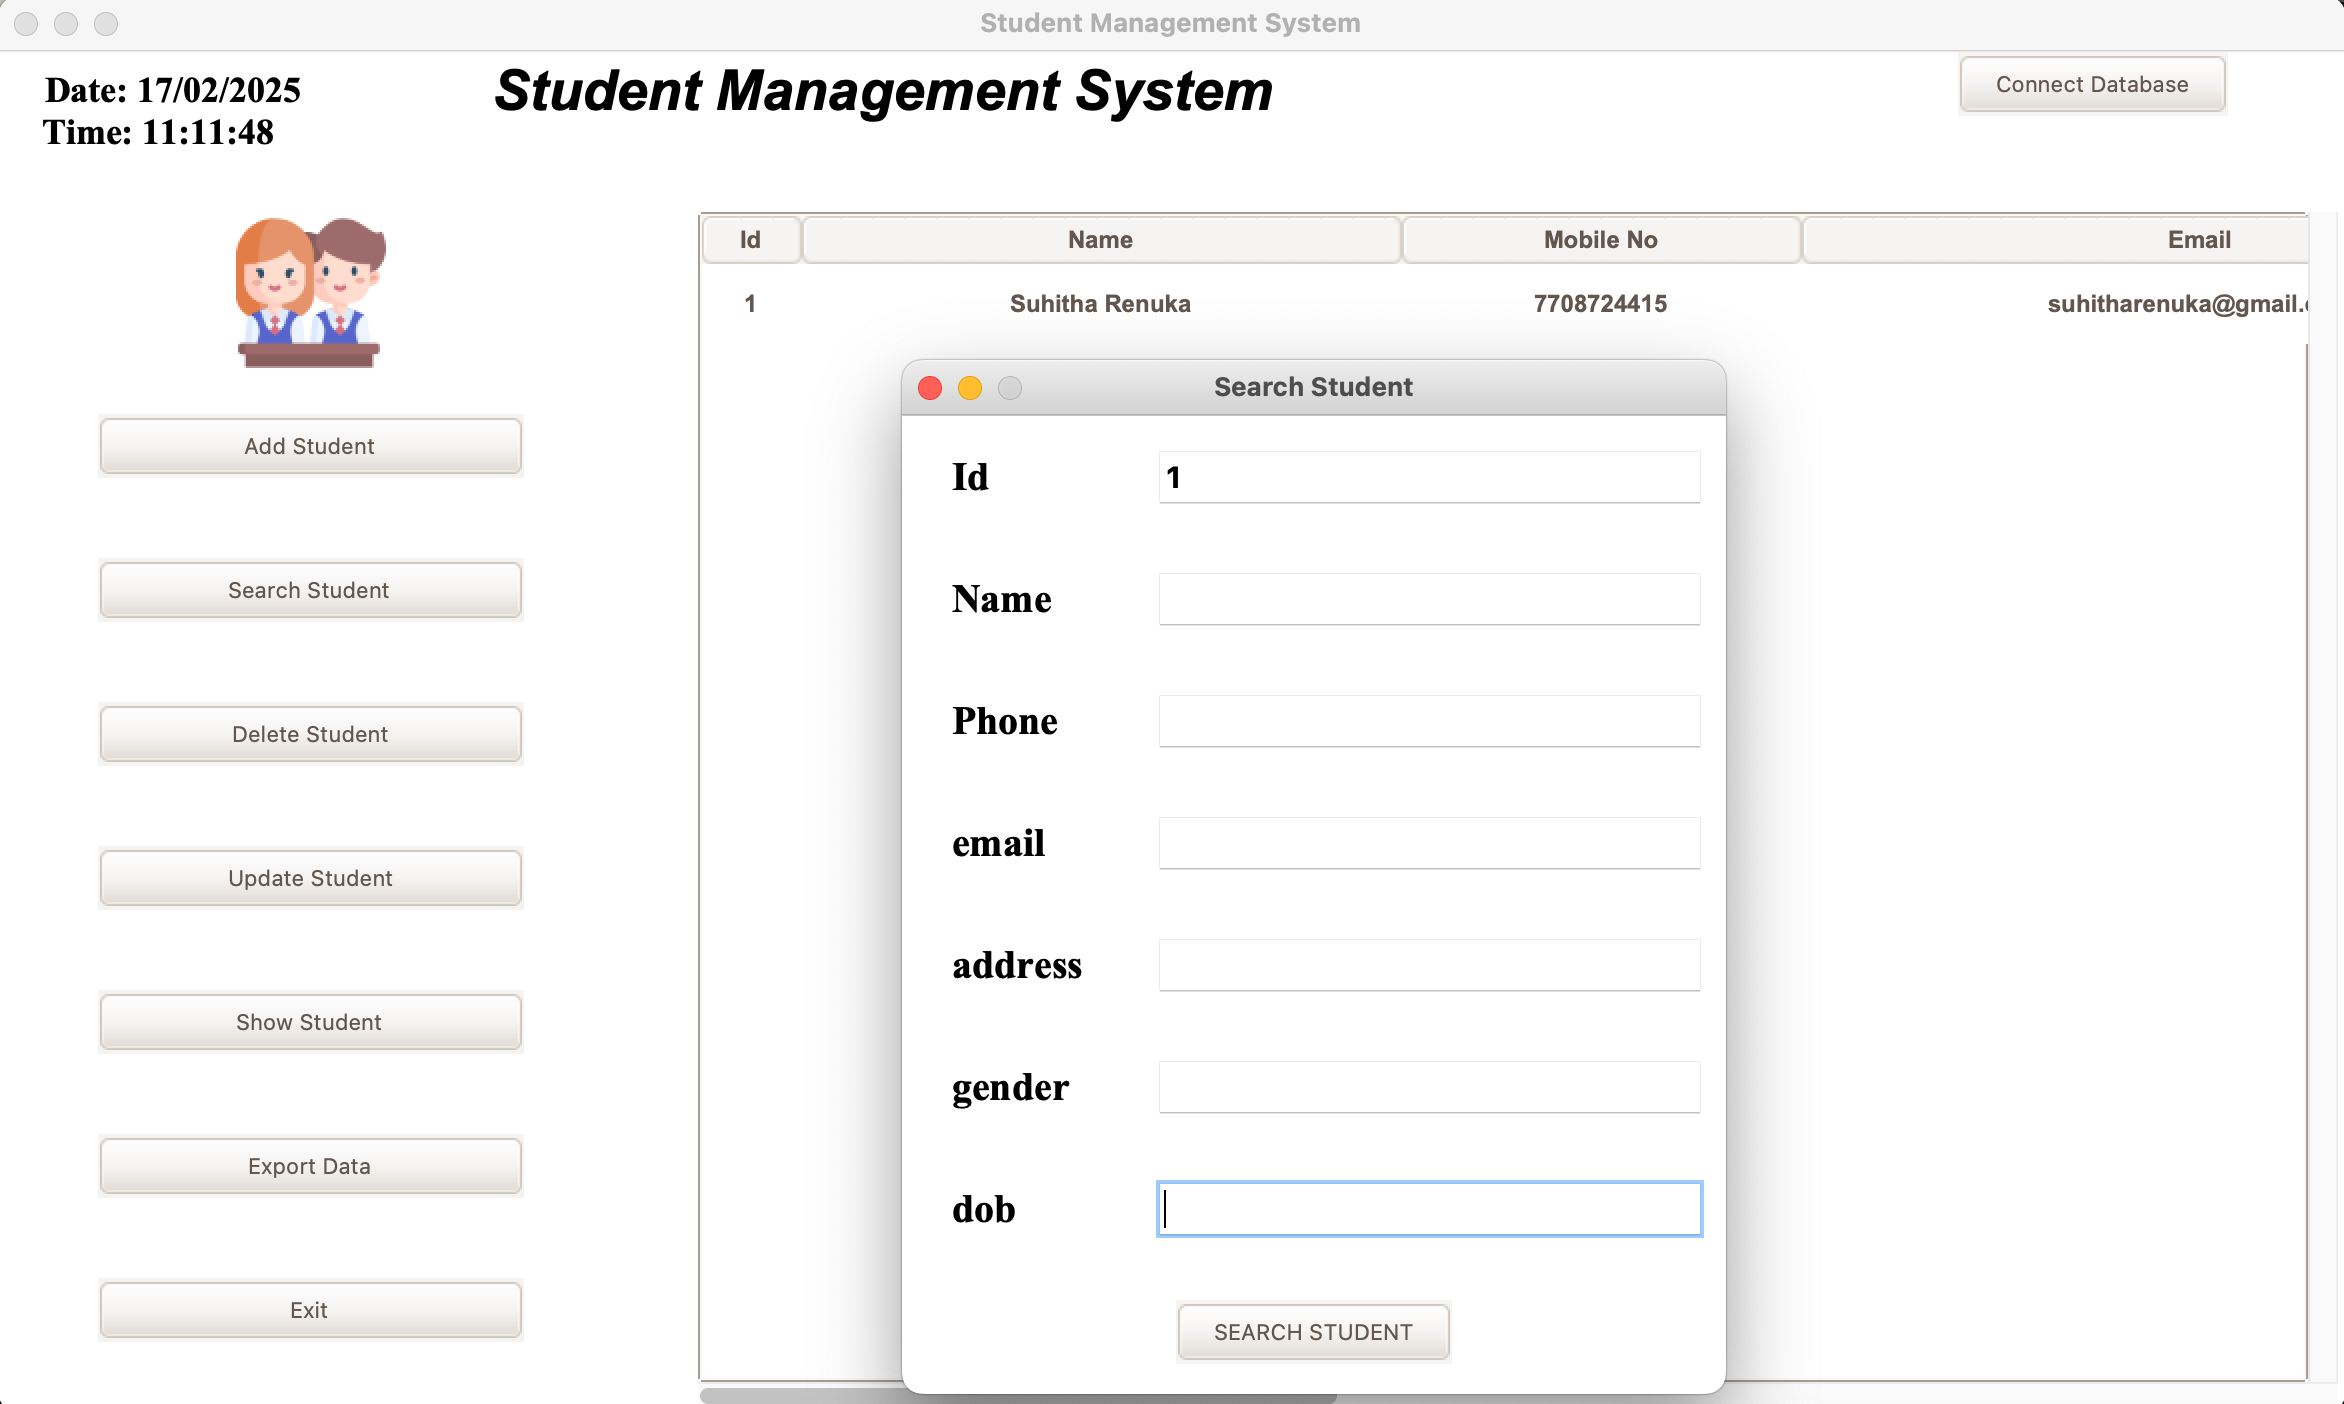 Student Management System
Date: 17/02/2025
Time: 11:11:48
Student Management System
Connect Database
Id Name Mobile No Email
1 Suhitha Renuka 7708724415 suhitharenuka@gmail.
Add Student
Search Student
Delete Student
Update Student
Show Student
Export Data
Exit
Search Student
Id 1
Name
Phone
email
address
gender
dob
SEARCH STUDENT